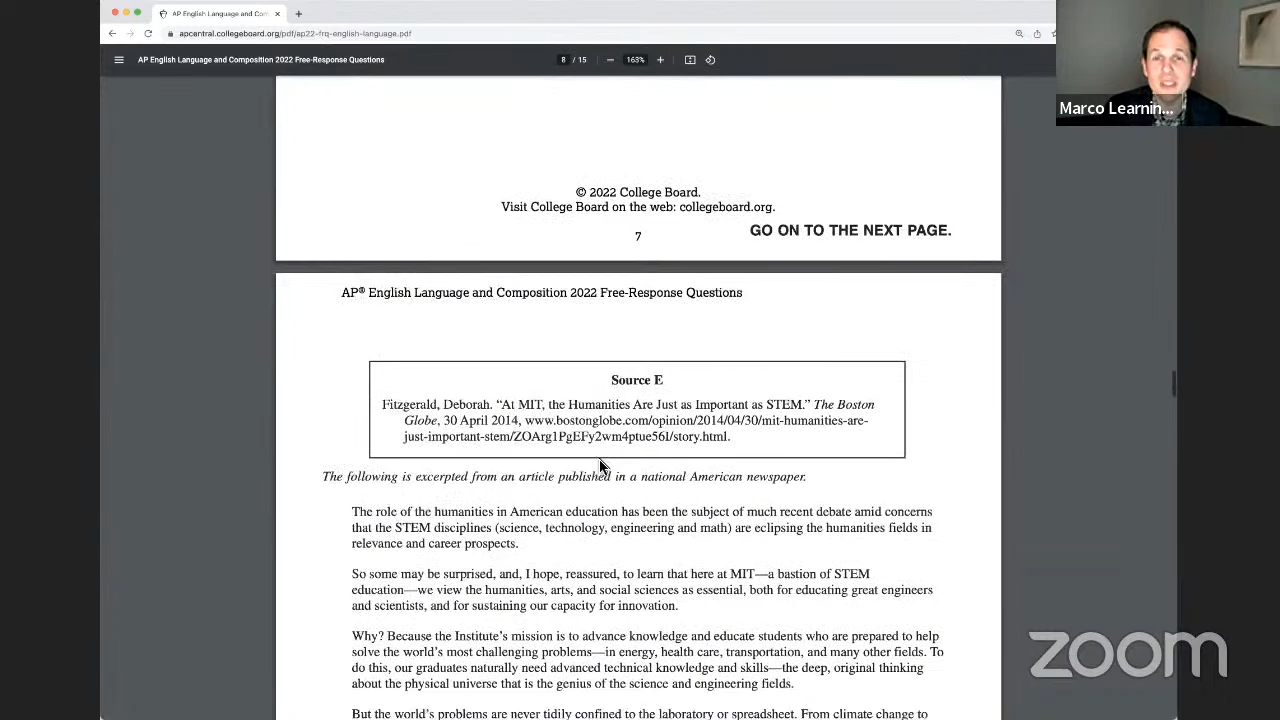 AP English Language and Com
apcentral.collegeboard.org/pdf/ap22-frq-english-language.pdf
AP English Language and Composition 2022 Free-Response Questions
8 / 15
163%
Marco Learnin...
© 2022 College Board.
Visit College Board on the web: collegeboard.org.
7
GO ON TO THE NEXT PAGE.
AP® English Language and Composition 2022 Free-Response Questions
Source E
Fitzgerald, Deborah. “At MIT, the Humanities Are Just as Important as STEM.” The Boston
Globe, 30 April 2014, www.bostonglobe.com/opinion/2014/04/30/mit-humanities-are-
just-important-stem/ZOArg1PgEFy2wm4ptue56I/story.html.
The following is excerpted from an article published in a national American newspaper.
The role of the humanities in American education has been the subject of much recent debate amid concerns
that the STEM disciplines (science, technology, engineering and math) are eclipsing the humanities fields in
relevance and career prospects.
So some may be surprised, and, I hope, reassured, to learn that here at MIT—a bastion of STEM
education—we view the humanities, arts, and social sciences as essential, both for educating great engineers
and scientists, and for sustaining our capacity for innovation.
Why? Because the Institute’s mission is to advance knowledge and educate students who are prepared to help
solve the world’s most challenging problems—in energy, health care, transportation, and many other fields. To
do this, our graduates naturally need advanced technical knowledge and skills—the deep, original thinking
about the physical universe that is the genius of the science and engineering fields.
But the world’s problems are never tidily confined to the laboratory or spreadsheet. From climate change to
zoom